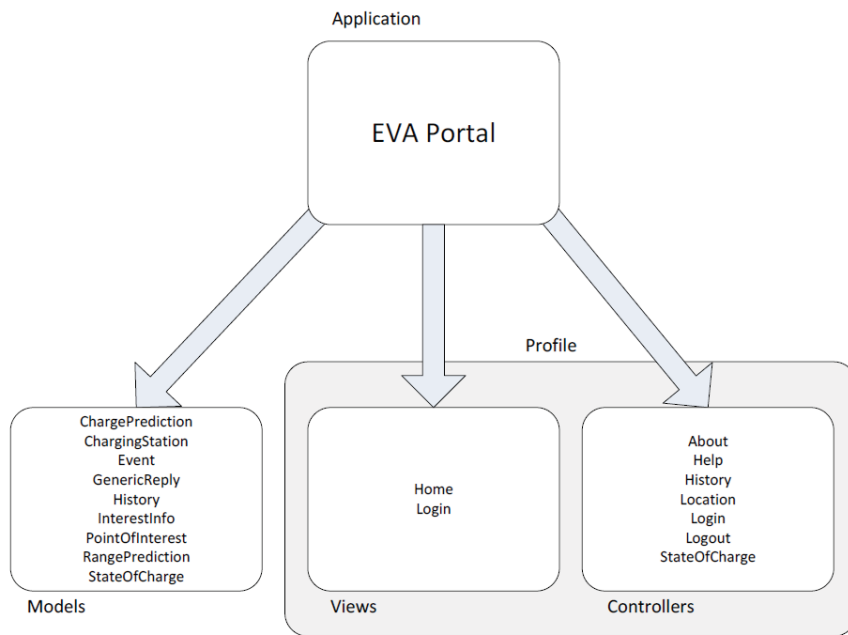 Application
EVA Portal
Profile
ChargePrediction
ChargingStation
Event
GenericReply
History
InterestInfo
PointOfInterest
RangePrediction
StateOfCharge
Models
Home
Login
Views
About
Help
History
Location
Login
Logout
StateOfCharge
Controllers